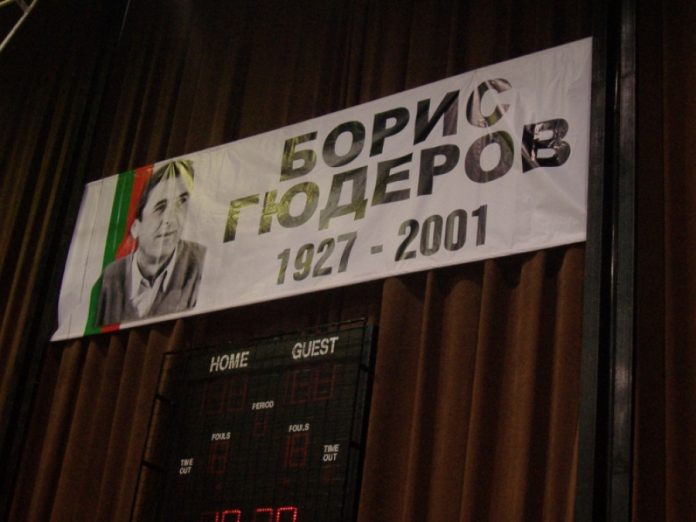 БОРИС
ГЮДЕРОВ
1927 - 2001
HOME GUEST
PERIOD
FOULS FOULS
TIME OUT TIME OUT